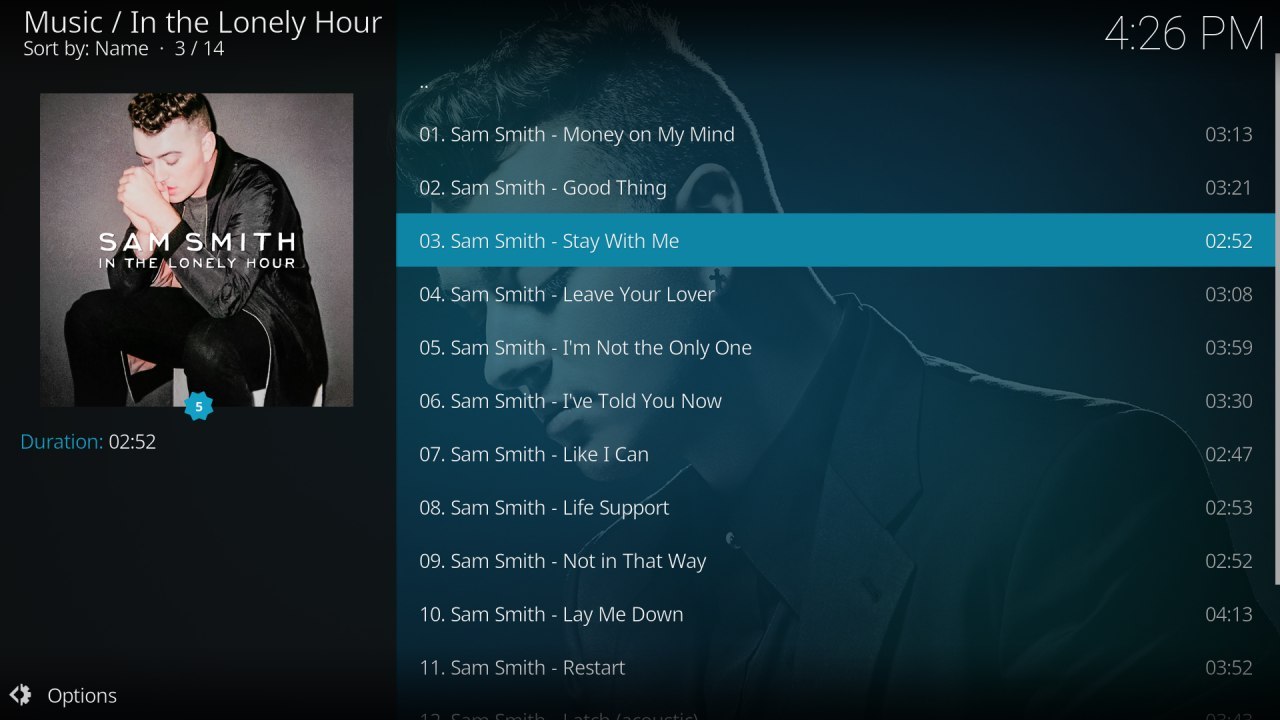 Music / In the Lonely Hour
Sort by: Name · 3 / 14
4:26 PM
SAM SMITH
IN THE LONELY HOUR
5
Duration: 02:52
..
01. Sam Smith - Money on My Mind 03:13
02. Sam Smith - Good Thing 03:21
03. Sam Smith - Stay With Me 02:52
04. Sam Smith - Leave Your Lover 03:08
05. Sam Smith - I'm Not the Only One 03:59
06. Sam Smith - I've Told You Now 03:30
07. Sam Smith - Like I Can 02:47
08. Sam Smith - Life Support 02:53
09. Sam Smith - Not in That Way 02:52
10. Sam Smith - Lay Me Down 04:13
11. Sam Smith - Restart 03:52
12. Sam Smith - Latch (acoustic)
Options